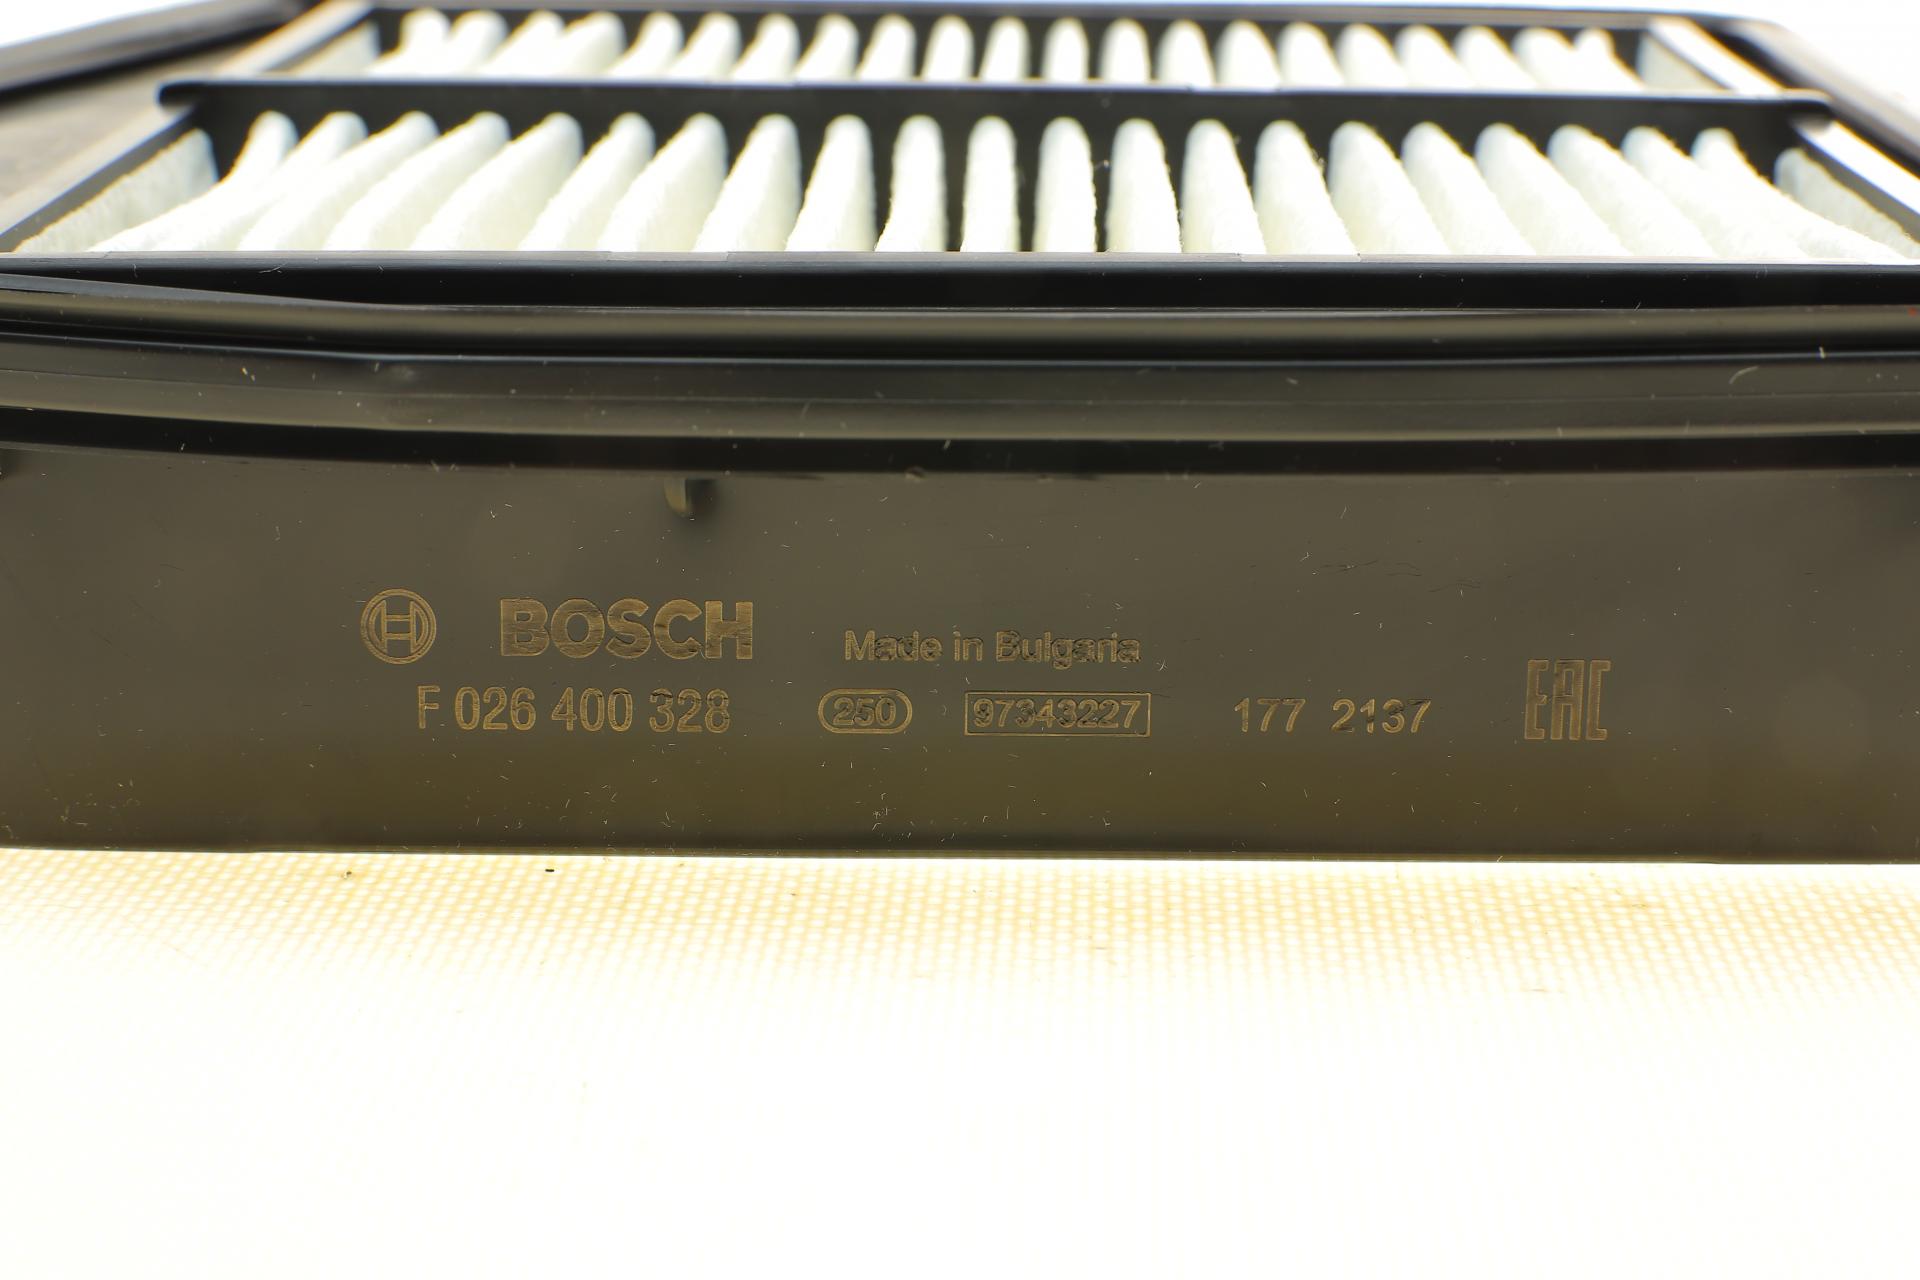 BOSCH Made in Bulgaria
F 026 400 328 250 97343227 177 2137 EAC